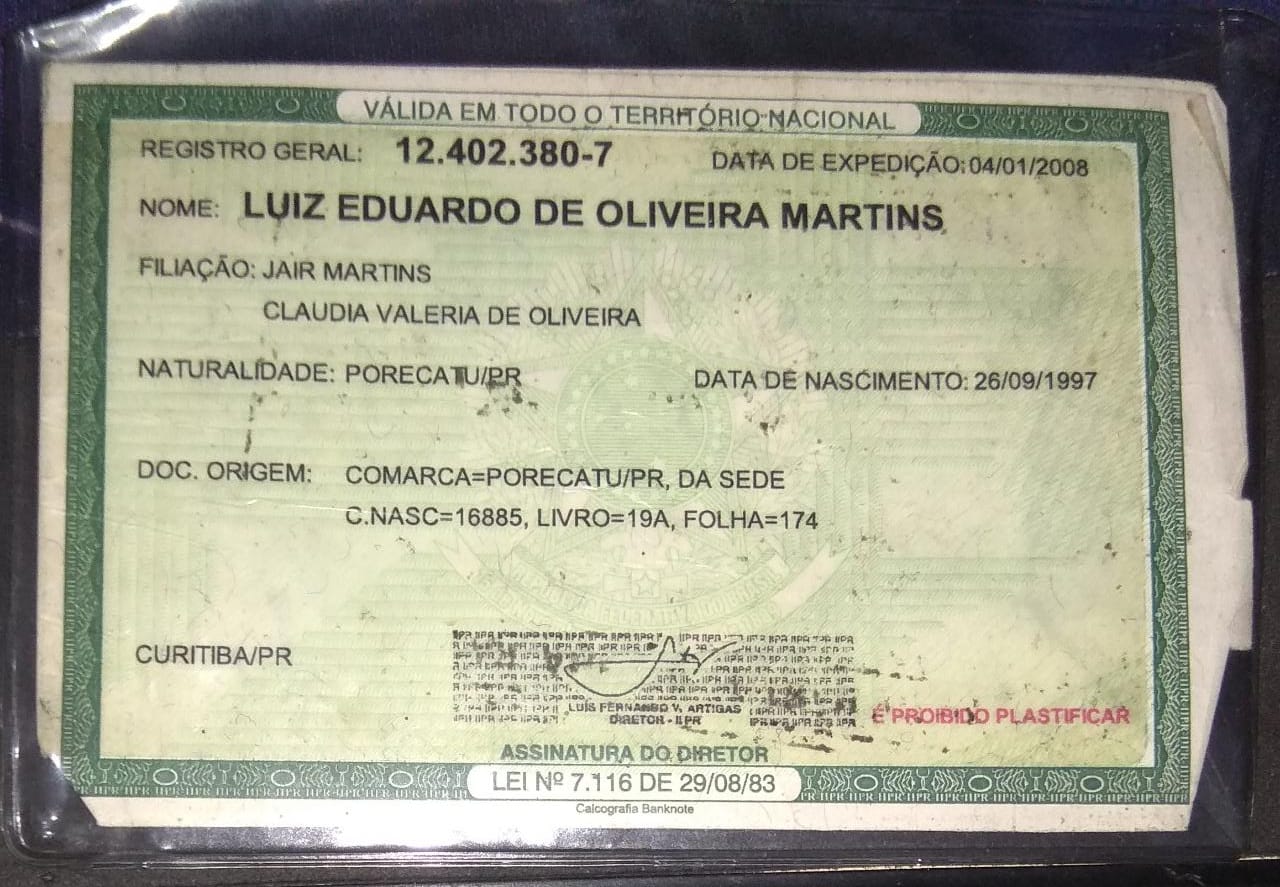 VÁLIDA EM TODO O TERRITÓRIO NACIONAL
REGISTRO GERAL: 12.402.380-7 DATA DE EXPEDIÇÃO: 04/01/2008
NOME: LUIZ EDUARDO DE OLIVEIRA MARTINS
FILIAÇÃO: JAIR MARTINS
CLAUDIA VALERIA DE OLIVEIRA
NATURALIDADE: PORECATU/PR DATA DE NASCIMENTO: 26/09/1997
DOC. ORIGEM: COMARCA=PORECATU/PR, DA SEDE
C.NASC=16885, LIVRO=19A, FOLHA=174
CURITIBA/PR
LUIS FERNANDO V. ARTIGAS
DIRETOR - IIPR
É PROIBIDO PLASTIFICAR
ASSINATURA DO DIRETOR
LEI Nº 7.116 DE 29/08/83
Calcografia Banknote